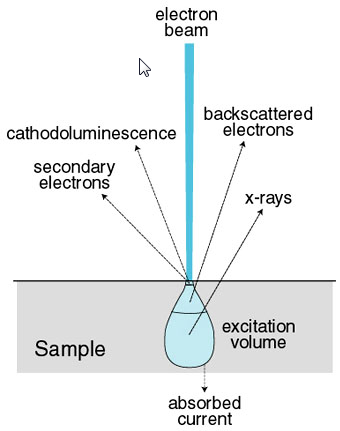 electron
beam
backscattered
electrons
cathodoluminescence
secondary
electrons
x-rays
excitation
volume
Sample
absorbed
current